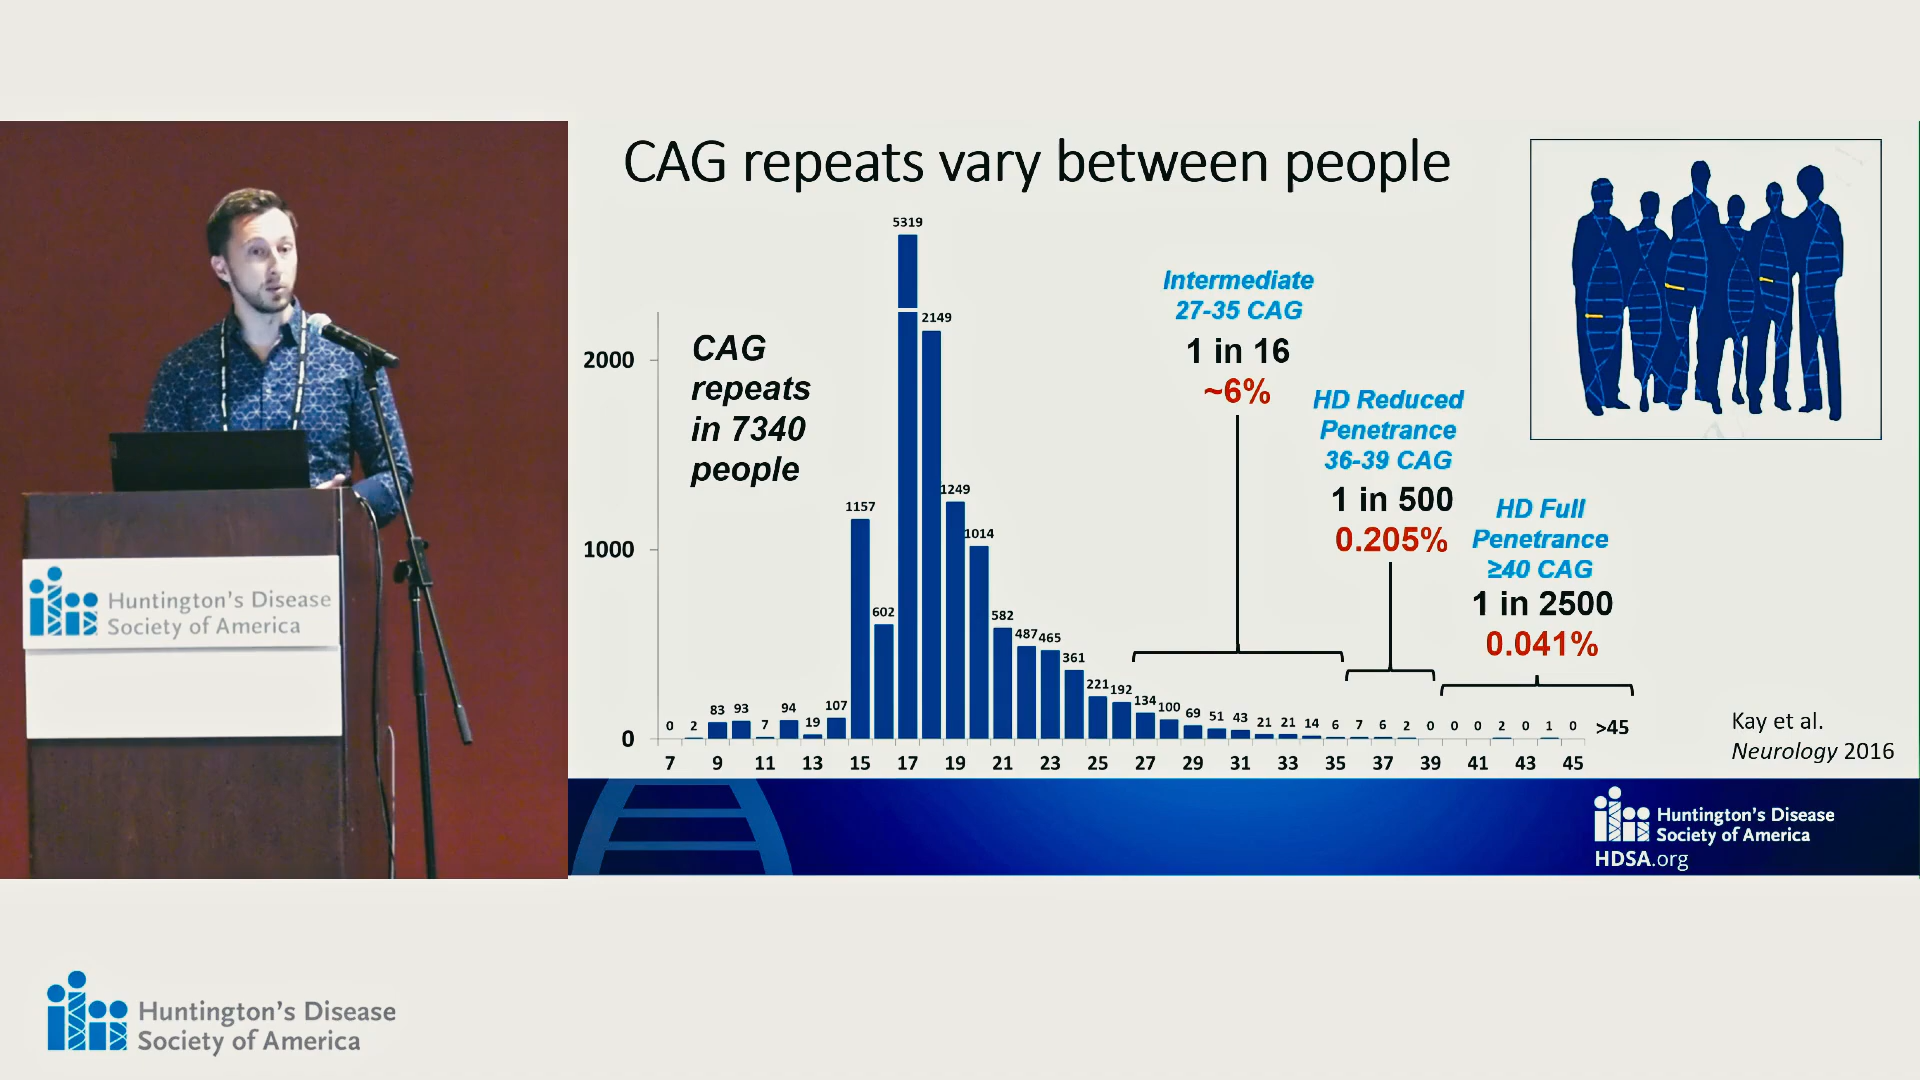 CAG repeats vary between people
5319
2149
2000
CAG
repeats
in 7340
people
Intermediate
27-35 CAG
1 in 16
~6%
HD Reduced
Penetrance
36-39 CAG
1 in 500
0.205%
HD Full
Penetrance
≥40 CAG
1 in 2500
0.041%
1157
602
1249
1014
1000
582
487
465
361
221
192
134
100
69
51
43
21
21
14
6
7
6
2
0
0
0
2
0
1
0
>45
0
2
83
93
7
94
19
107
0
7 9 11 13 15 17 19 21 23 25 27 29 31 33 35 37 39 41 43 45
Kay et al.
Neurology 2016
Huntington's Disease
Society of America
HDSA.org
Huntington's Disease
Society of America
Huntington's Disease
Society of America